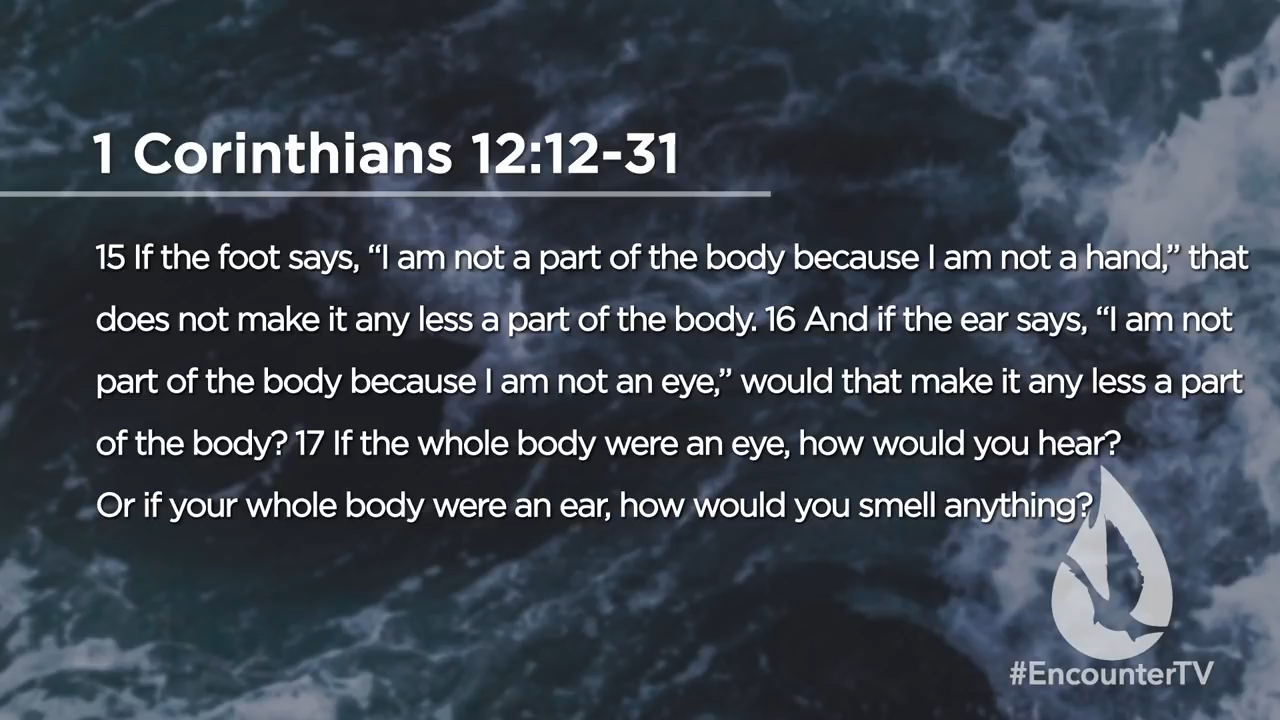 1 Corinthians 12:12-31
15 If the foot says, “I am not a part of the body because I am not a hand,” that
does not make it any less a part of the body. 16 And if the ear says, “I am not
part of the body because I am not an eye,” would that make it any less a part
of the body? 17 If the whole body were an eye, how would you hear?
Or if your whole body were an ear, how would you smell anything?
#EncounterTV